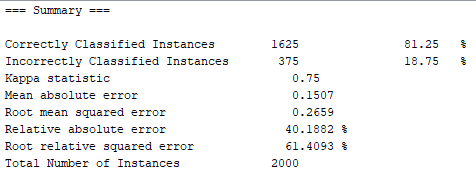 === Summary ===
Correctly Classified Instances 1625 81.25 %
Incorrectly Classified Instances 375 18.75 %
Kappa statistic 0.75
Mean absolute error 0.1507
Root mean squared error 0.2659
Relative absolute error 40.1882 %
Root relative squared error 61.4093 %
Total Number of Instances 2000